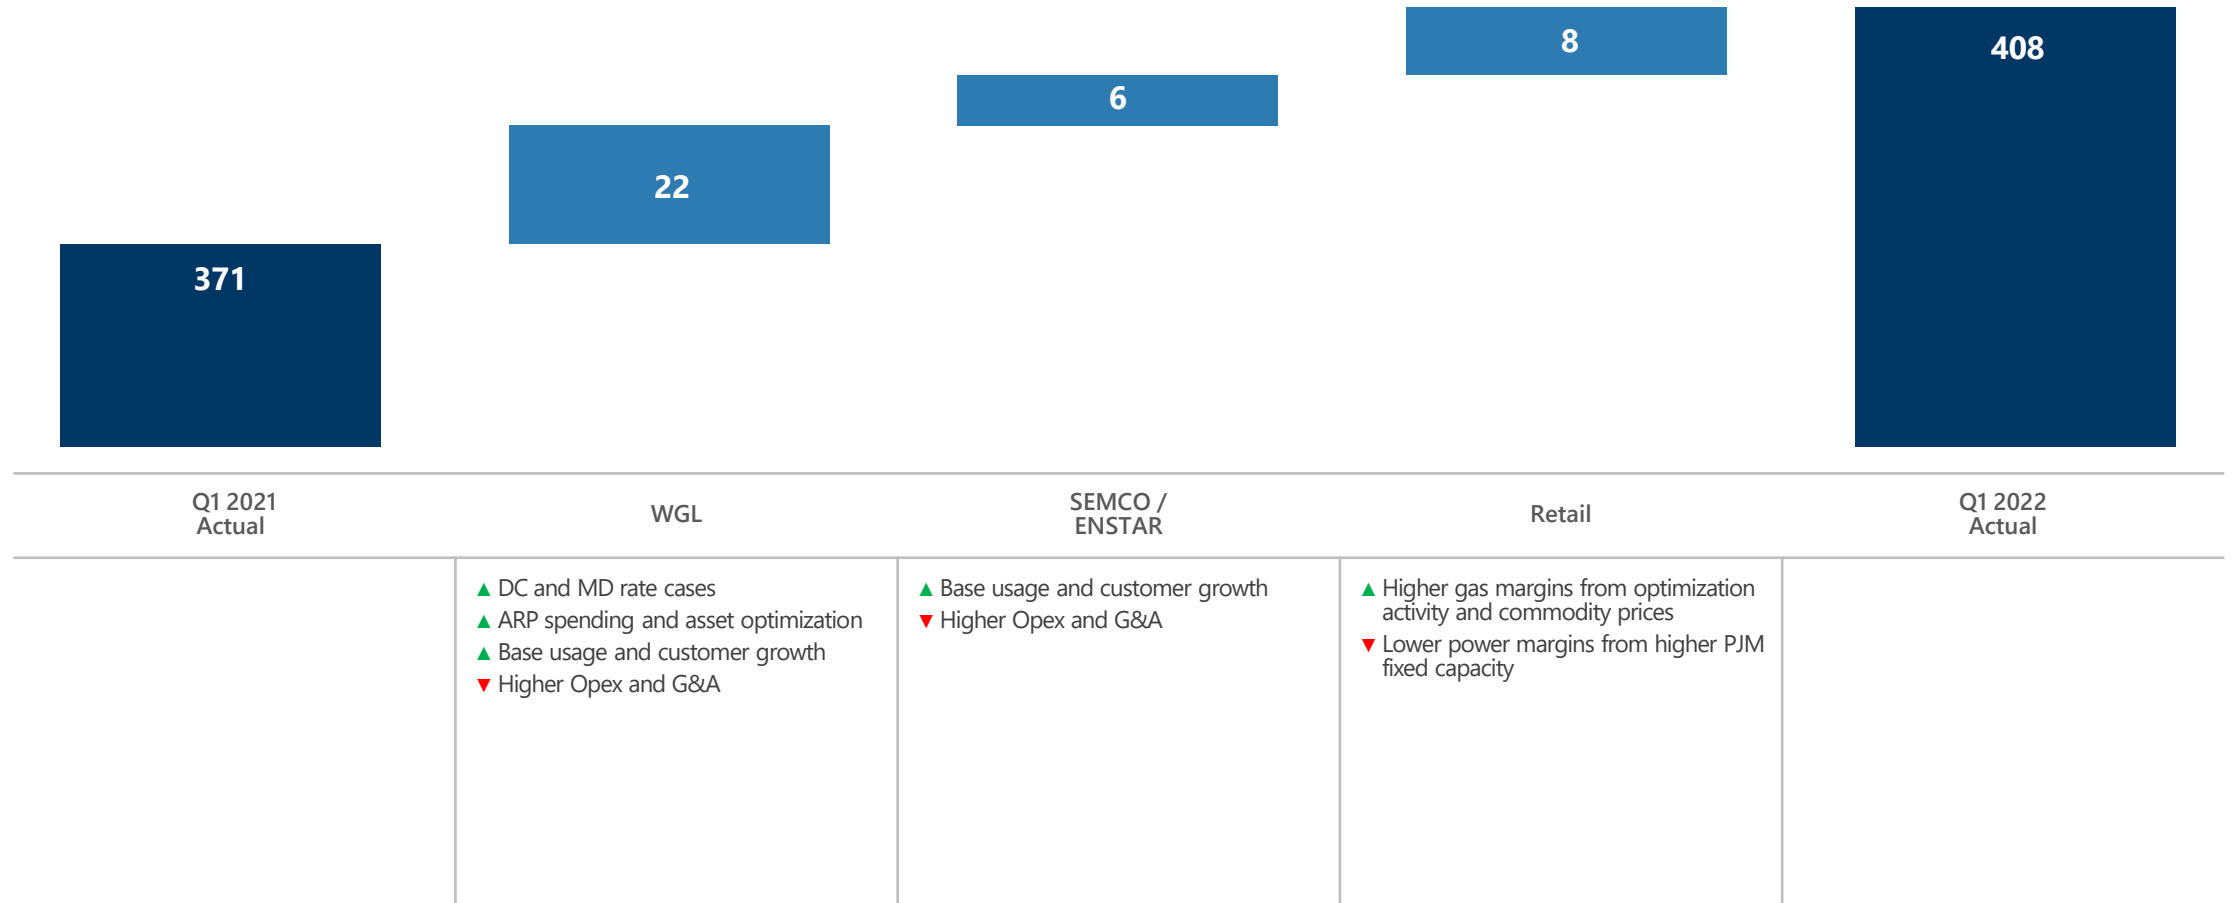 8
408
6
22
371
Q1 2021
Actual
WGL
SEMCO /
ENSTAR
Retail
Q1 2022
Actual
▲ DC and MD rate cases
▲ ARP spending and asset optimization
▲ Base usage and customer growth
▼ Higher Opex and G&A
▲ Base usage and customer growth
▼ Higher Opex and G&A
▲ Higher gas margins from optimization
activity and commodity prices
▼ Lower power margins from higher PJM
fixed capacity